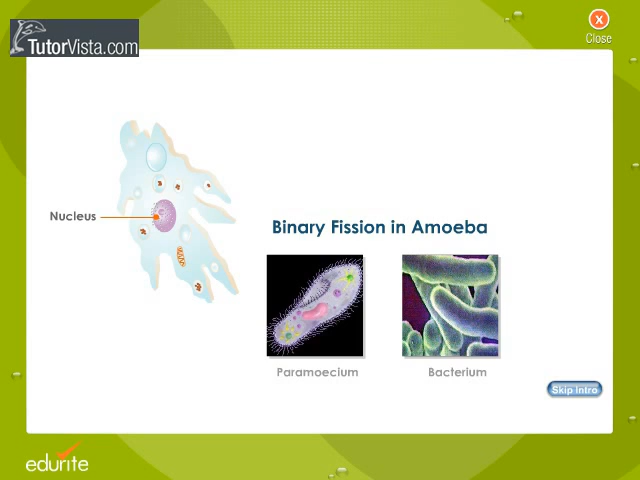 X
Close
TutorVista.com
Nucleus
Binary Fission in Amoeba
Paramoecium
Bacterium
Skip Intro
edurite